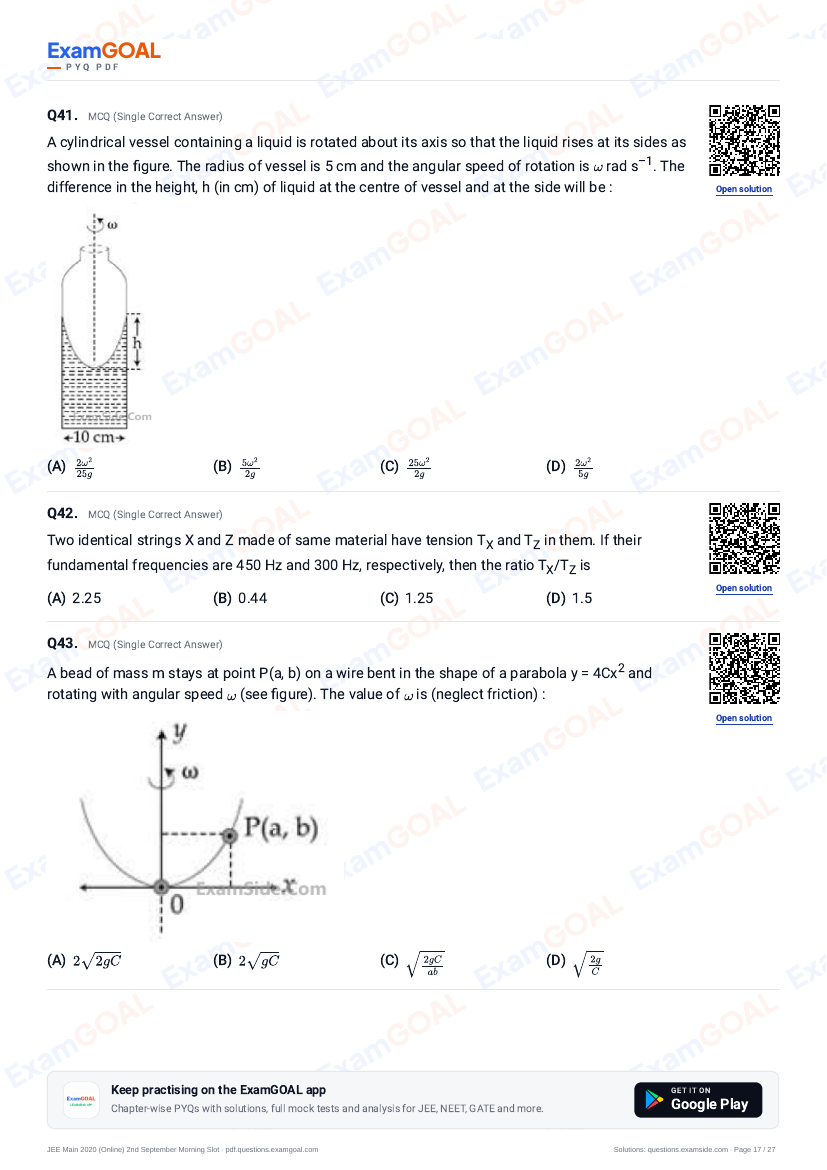 ExamGOAL
PYQ PDF
Q41. MCQ (Single Correct Answer)
A cylindrical vessel containing a liquid is rotated about its axis so that the liquid rises at its sides as
shown in the figure. The radius of vessel is 5 cm and the angular speed of rotation is ω rad s⁻¹. The
difference in the height, h (in cm) of liquid at the centre of vessel and at the side will be :
Open solution
ω
h
ExamSide.Com
10 cm
(A) 2ω²/25g (B) 5ω²/2g (C) 25ω²/2g (D) 2ω²/5g
Q42. MCQ (Single Correct Answer)
Two identical strings X and Z made of same material have tension T_X and T_Z in them. If their
fundamental frequencies are 450 Hz and 300 Hz, respectively, then the ratio T_X/T_Z is
Open solution
(A) 2.25 (B) 0.44 (C) 1.25 (D) 1.5
Q43. MCQ (Single Correct Answer)
A bead of mass m stays at point P(a, b) on a wire bent in the shape of a parabola y = 4Cx² and
rotating with angular speed ω (see figure). The value of ω is (neglect friction) :
Open solution
y
ω
P(a, b)
ExamSide.Com
x
0
(A) 2√2gC (B) 2√gC (C) √2gC/ab (D) √2g/C
ExamGOAL
Keep practising on the ExamGOAL app
Chapter-wise PYQs with solutions, full mock tests and analysis for JEE, NEET, GATE and more.
GET IT ON
Google Play
JEE Main 2020 (Online) 2nd September Morning Slot · pdf.questions.examgoal.com
Solutions: questions.examside.com · Page 17 / 27